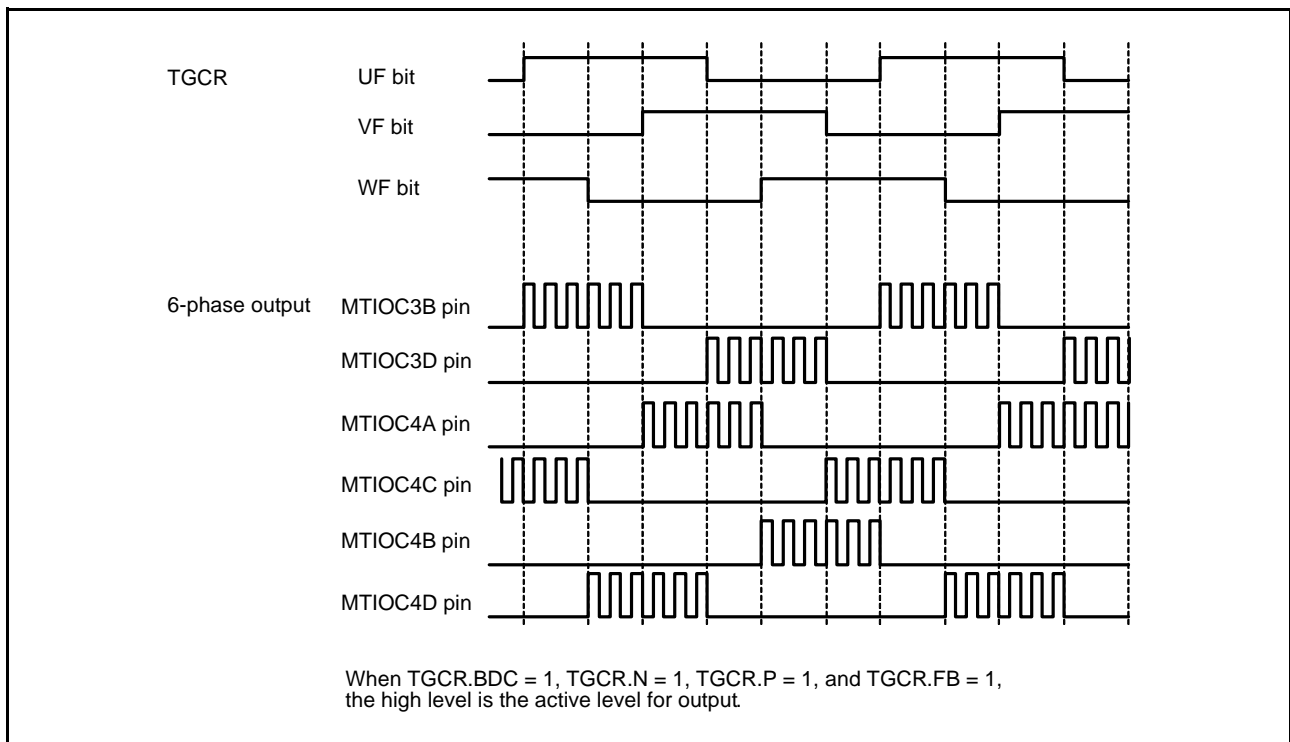 TGCR UF bit
VF bit
WF bit
6-phase output MTIOC3B pin
MTIOC3D pin
MTIOC4A pin
MTIOC4C pin
MTIOC4B pin
MTIOC4D pin
When TGCR.BDC = 1, TGCR.N = 1, TGCR.P = 1, and TGCR.FB = 1,
the high level is the active level for output.